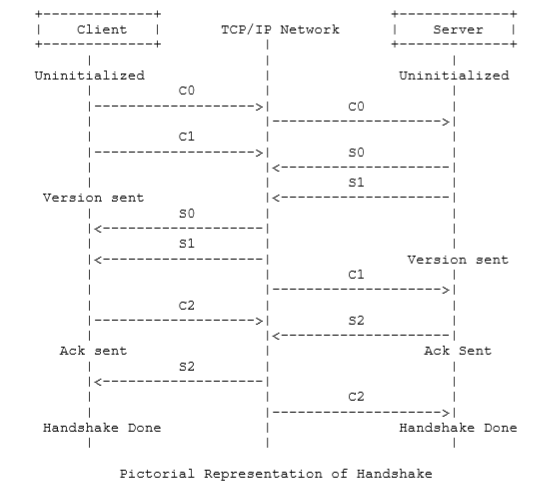 Client TCP/IP Network Server
Uninitialized Uninitialized
C0
C0
C1
S0
S1
Version sent
S0
S1
Version sent
C1
C2
S2
Ack sent Ack Sent
S2
C2
Handshake Done Handshake Done
Pictorial Representation of Handshake